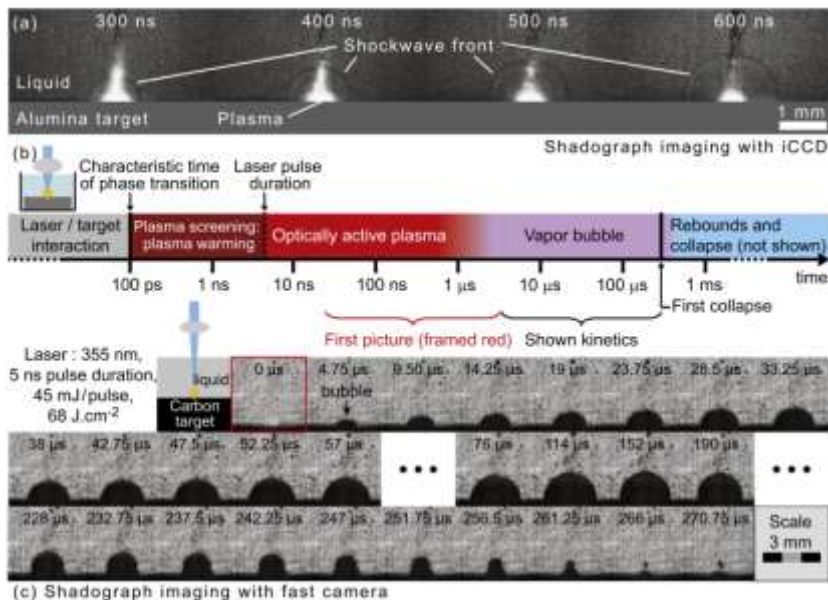 (a) 300 ns 400 ns 500 ns 600 ns
Shockwave front
Liquid
Alumina target Plasma 1 mm
(b) Shadograph imaging with iCCD
Characteristic time of phase transition
Laser pulse duration
Laser / target interaction
Plasma screening: plasma warming
Optically active plasma
Vapor bubble
Rebounds and collapse (not shown)
100 ps 1 ns 10 ns 100 ns 1 µs 10 µs 100 µs 1 ms time
First collapse
First picture (framed red) Shown kinetics
Laser : 355 nm,
5 ns pulse duration,
45 mJ/pulse,
68 J.cm-2
liquid
Carbon target
0 µs 4.75 µs 9.50 µs 14.25 µs 19 µs 23.75 µs 28.5 µs 33.25 µs
bubble
38 µs 42.75 µs 47.5 µs 52.25 µs 57 µs ••• 76 µs 114 µs 152 µs 190 µs •••
228 µs 232.75 µs 237.5 µs 242.25 µs 247 µs 251.75 µs 256.5 µs 261.25 µs 266 µs 270.75 µs
Scale
3 mm
(c) Shadograph imaging with fast camera